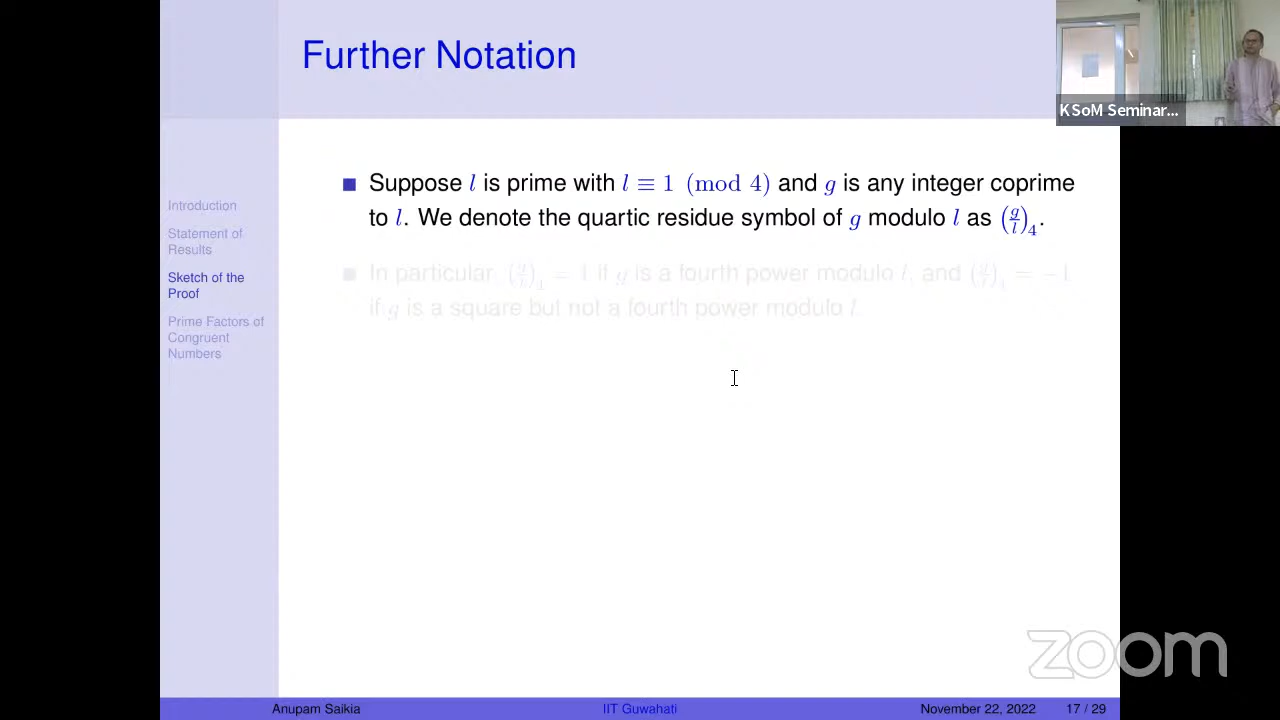 Further Notation
KSoM Seminar...
Introduction
Statement of
Results
Sketch of the
Proof
Prime Factors of
Congruent
Numbers
■ Suppose l is prime with l ≡ 1 (mod 4) and g is any integer coprime
to l. We denote the quartic residue symbol of g modulo l as (g/l)₄.
■ In particular, (g/l)₄ = 1 if g is a fourth power modulo l, and (g/l)₄ = −1
if g is a square but not a fourth power modulo l.
zoom
Anupam Saikia IIT Guwahati November 22, 2022 17 / 29